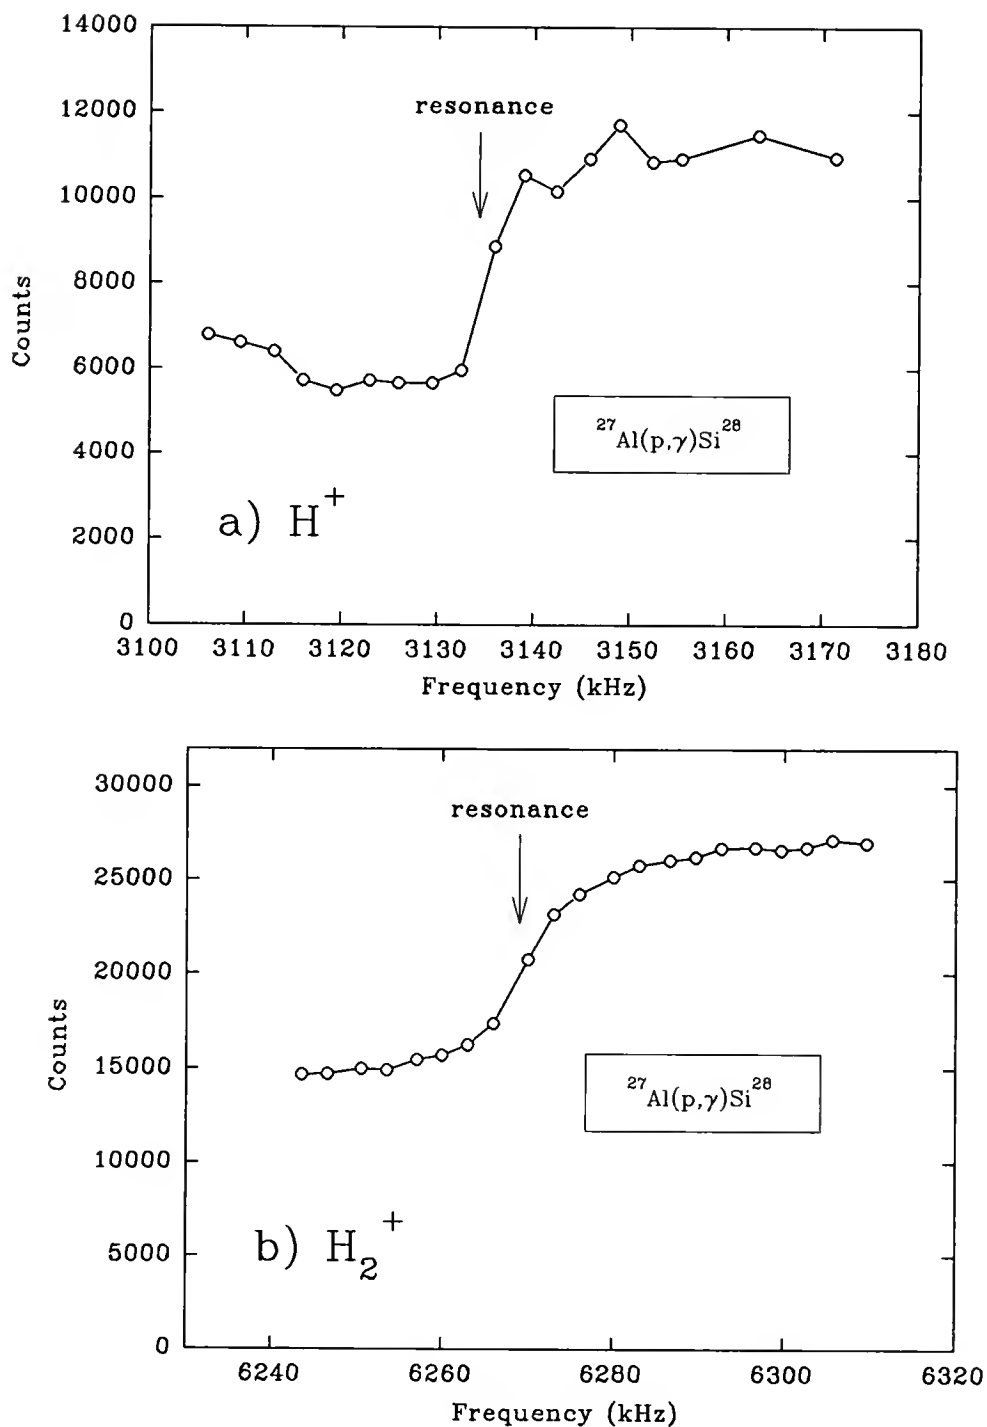 14000
12000
10000
8000
6000
4000
2000
0
Counts
resonance
²⁷Al(p,γ)Si²⁸
a) H⁺
3100 3110 3120 3130 3140 3150 3160 3170 3180
Frequency (kHz)
30000
25000
20000
15000
10000
5000
0
Counts
resonance
²⁷Al(p,γ)Si²⁸
b) H₂⁺
6240 6260 6280 6300 6320
Frequency (kHz)